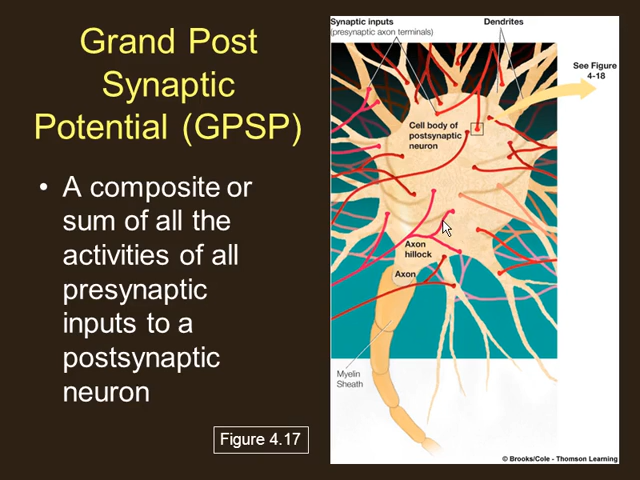 Grand Post
Synaptic
Potential (GPSP)
• A composite or
sum of all the
activities of all
presynaptic
inputs to a
postsynaptic
neuron
Figure 4.17
Synaptic inputs
(presynaptic axon terminals)
Dendrites
See Figure
4-18
Cell body of
postsynaptic
neuron
Axon
hillock
Axon
Myelin
Sheath
© Brooks/Cole - Thomson Learning